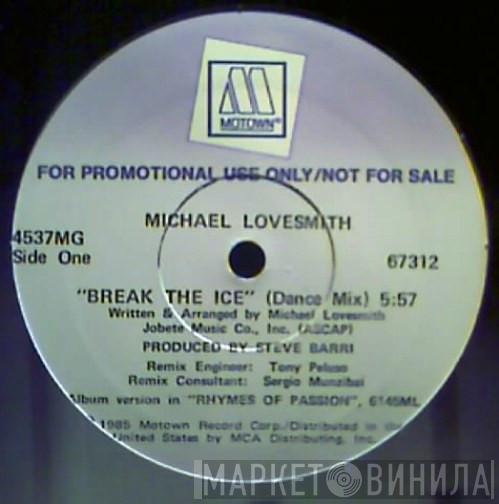 MOTOWN®
FOR PROMOTIONAL USE ONLY/NOT FOR SALE
MICHAEL LOVESMITH
4537MG
Side One
67312
"BREAK THE ICE" (Dance Mix) 5:57
Written & Arranged by Michael Lovesmith
Jobete Music Co., Inc. (ASCAP)
PRODUCED BY STEVE BARRI
Remix Engineer: Tony Peluso
Remix Consultant: Sergio Munzibai
Album version in "RHYMES OF PASSION", 6145ML
1985 Motown Record Corp./Distributed in the
United States by MCA Distributing, Inc.
МАРКЕТ ВИНИЛА